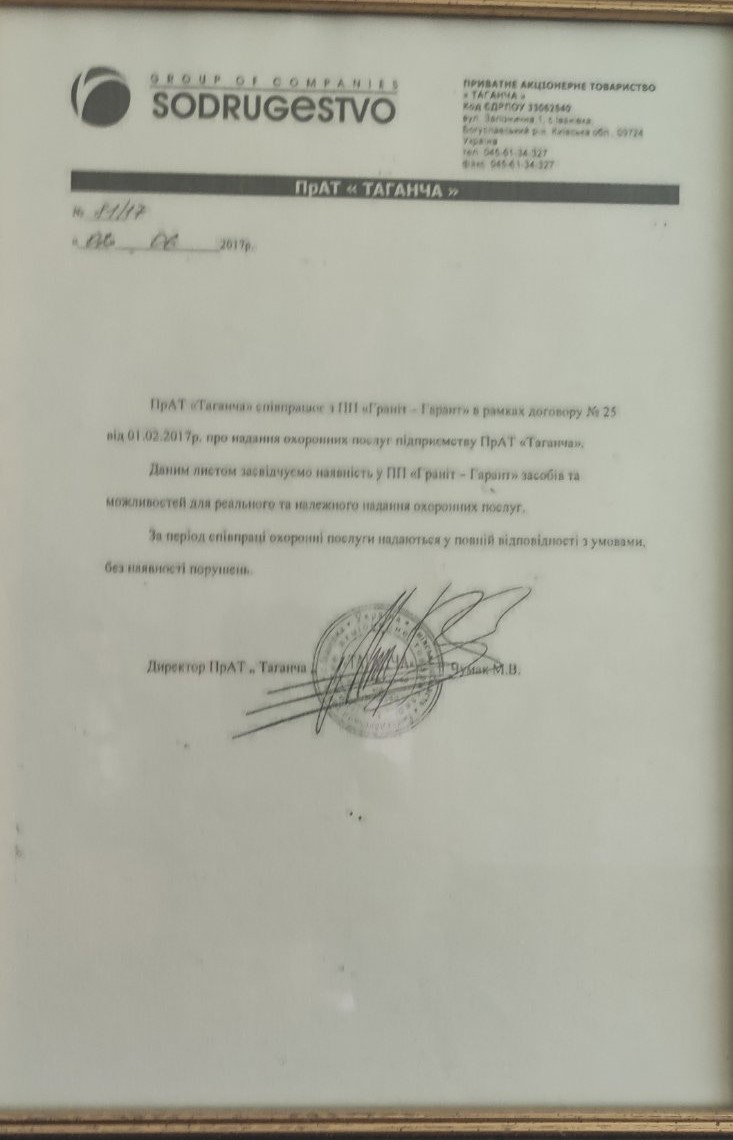 GROUP OF COMPANIES
SODRUGESTVO
ПРИВАТНЕ АКЦІОНЕРНЕ ТОВАРИСТВО
« ТАГАНЧА »
Код ЄДРПОУ 33062540
вул. Залізнична 1, с.Іванівка,
Богуславський р-н, Київська обл., 09724
Україна
тел. 045-61-34-327
факс 045-61-34-327
ПрАТ « ТАГАНЧА »
№ 81/17
06 2017р.
ПрАТ «Таганча» співпрацює з ПП «Граніт – Гарант» в рамках договору № 25
від 01.02.2017р. про надання охоронних послуг підприємству ПрАТ «Таганча».
Даним листом засвідчуємо наявність у ПП «Граніт – Гарант» засобів та
можливостей для реального та належного надання охоронних послуг.
За період співпраці охоронні послуги надаються у повній відповідності з умовами,
без наявності порушень.
Директор ПрАТ „ Таганча Чумак М.В.